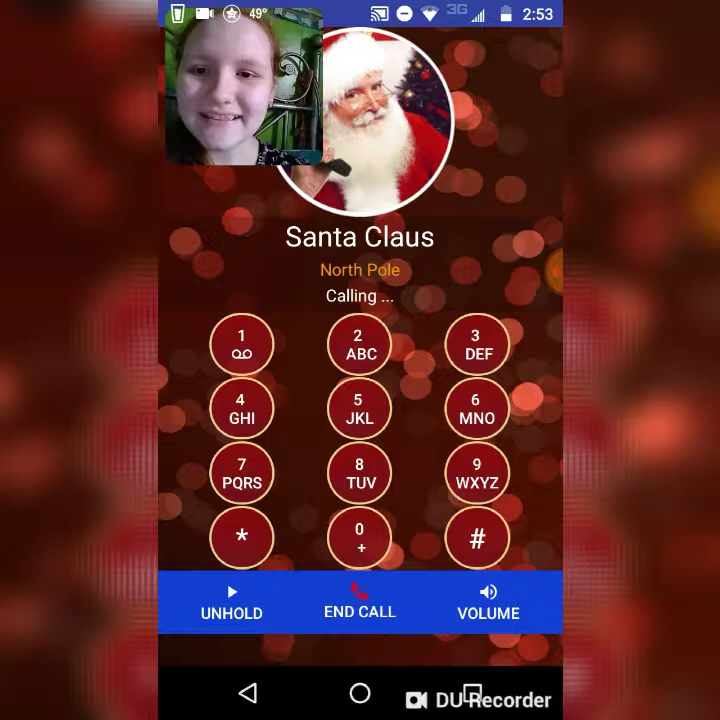 49° 3G 2:53
Santa Claus
North Pole
Calling ...
1 2 3
ABC DEF
4 5 6
GHI JKL MNO
7 8 9
PQRS TUV WXYZ
* 0 #
+
UNHOLD END CALL VOLUME
DU Recorder